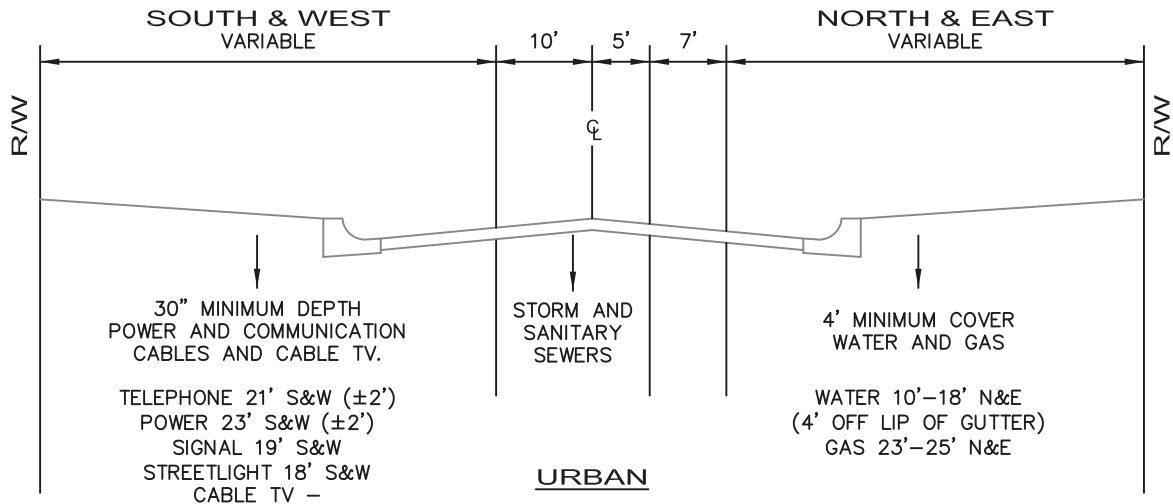 SOUTH & WEST
VARIABLE
10'
5'
7'
NORTH & EAST
VARIABLE
R/W
R/W
℄
30" MINIMUM DEPTH
POWER AND COMMUNICATION
CABLES AND CABLE TV.
TELEPHONE 21' S&W (±2')
POWER 23' S&W (±2')
SIGNAL 19' S&W
STREETLIGHT 18' S&W
CABLE TV –
STORM AND
SANITARY
SEWERS
4' MINIMUM COVER
WATER AND GAS
WATER 10'–18' N&E
(4' OFF LIP OF GUTTER)
GAS 23'–25' N&E
URBAN